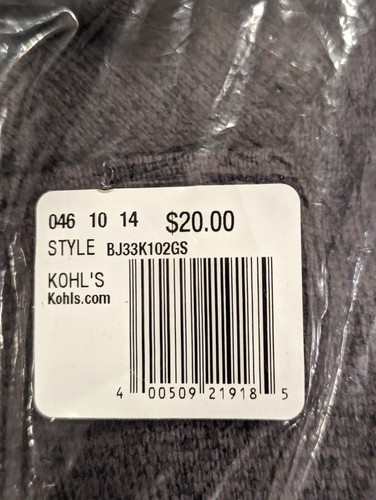 046 10 14 $20.00
STYLE BJ33K102GS
KOHL'S
Kohls.com
4 00509 21918 5